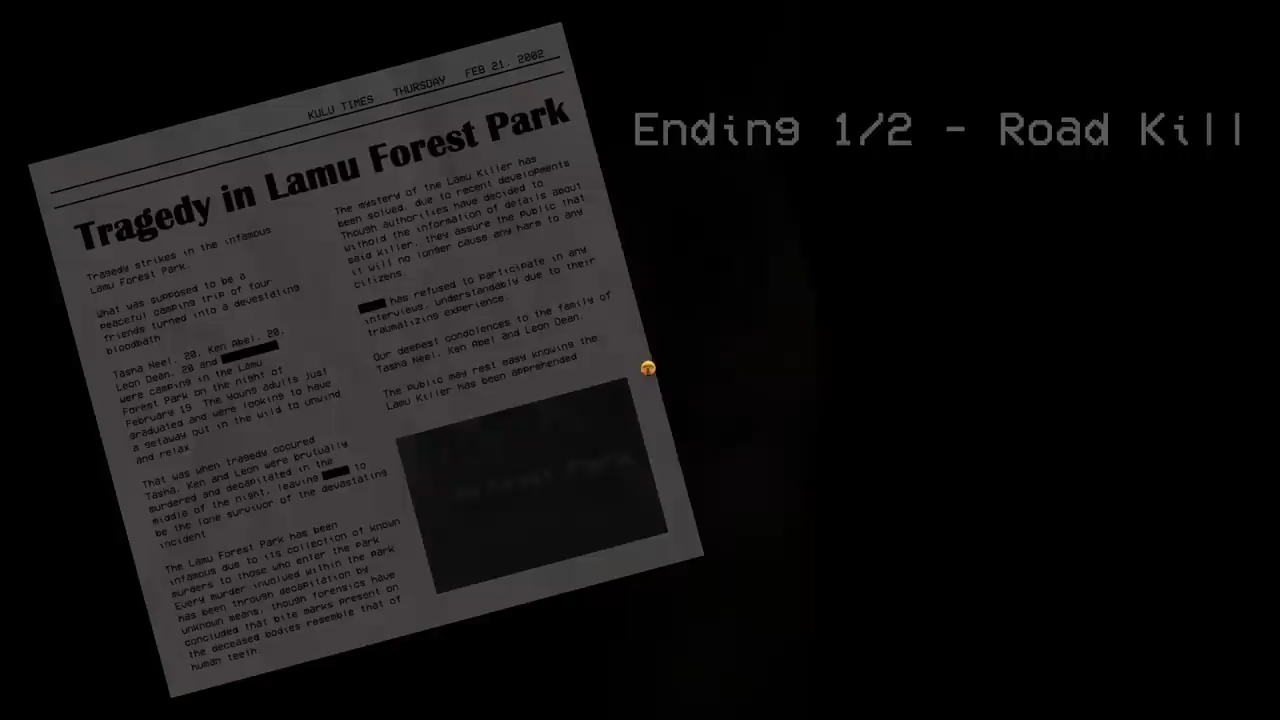 KULU TIMES THURSDAY FEB 21, 2002
Tragedy in Lamu Forest Park
Tragedy strikes in the infamous
Lamu Forest Park.
What was supposed to be a
peaceful camping trip of four
friends turned into a devastating
bloodbath
Tasha Neel, 20, Ken Abel, 20,
Leon Dean, 20 and
were camping in the Lamu
Forest Park on the night of
February 19. The young adults just
graduated and were looking to have
a getaway out in the wild to unwind
and relax
That was when tragedy occured
Tasha, Ken and Leon were brutually
murdered and decapitated in the
middle of the night, leaving to
be the lone survivor of the devastating
incident
The Lamu Forest Park has been
infamous due to its collection of known
murders to those who enter the park
Every murder involved within the park
has been through decapitation by
unknown means, though forensics have
concluded that bite marks present on
the deceased bodies resemble that of
human teeth.
The mystery of the Lamu Killer has
been solved, due to recent developments
Though authorities have decided to
withold the information of details about
said killer, they assure the public that
it will no longer cause any harm to any
citizens.
has refused to participate in any
interviews, understandably due to their
traumatizing experience.
Our deepest condolences to the family of
Tasha Neel, Ken Abel and Leon Dean.
The public may rest easy knowing the
Lamu Killer has been apprehended
Forest Park
Ending 1/2 - Road Kill